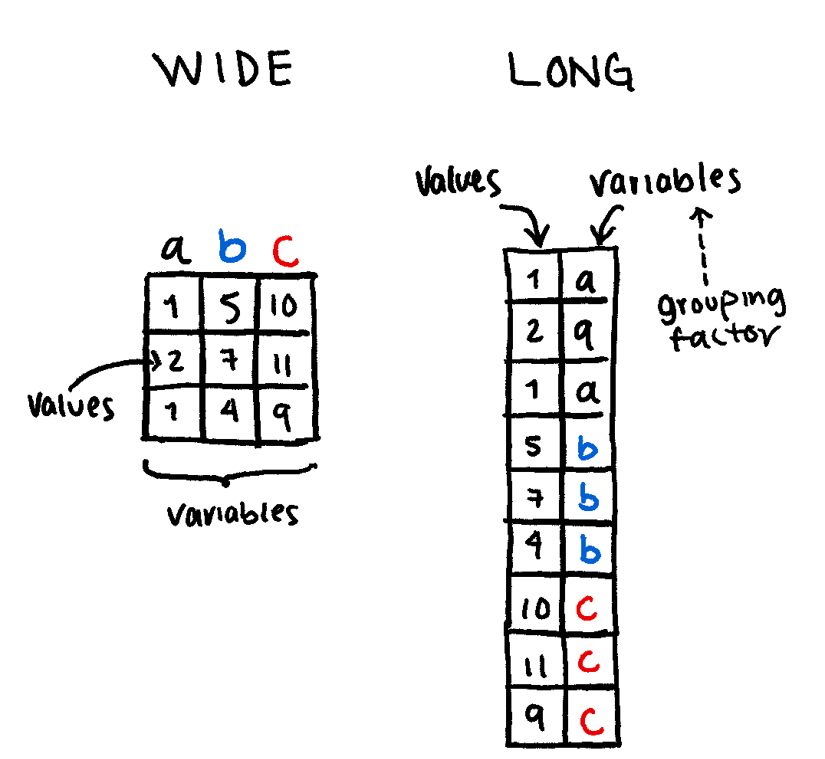 WIDE LONG
values variables
a b c
1 5 10
2 7 11
1 4 9
values
variables
grouping
factor
1 a
2 a
1 a
5 b
7 b
4 b
10 c
11 c
9 c